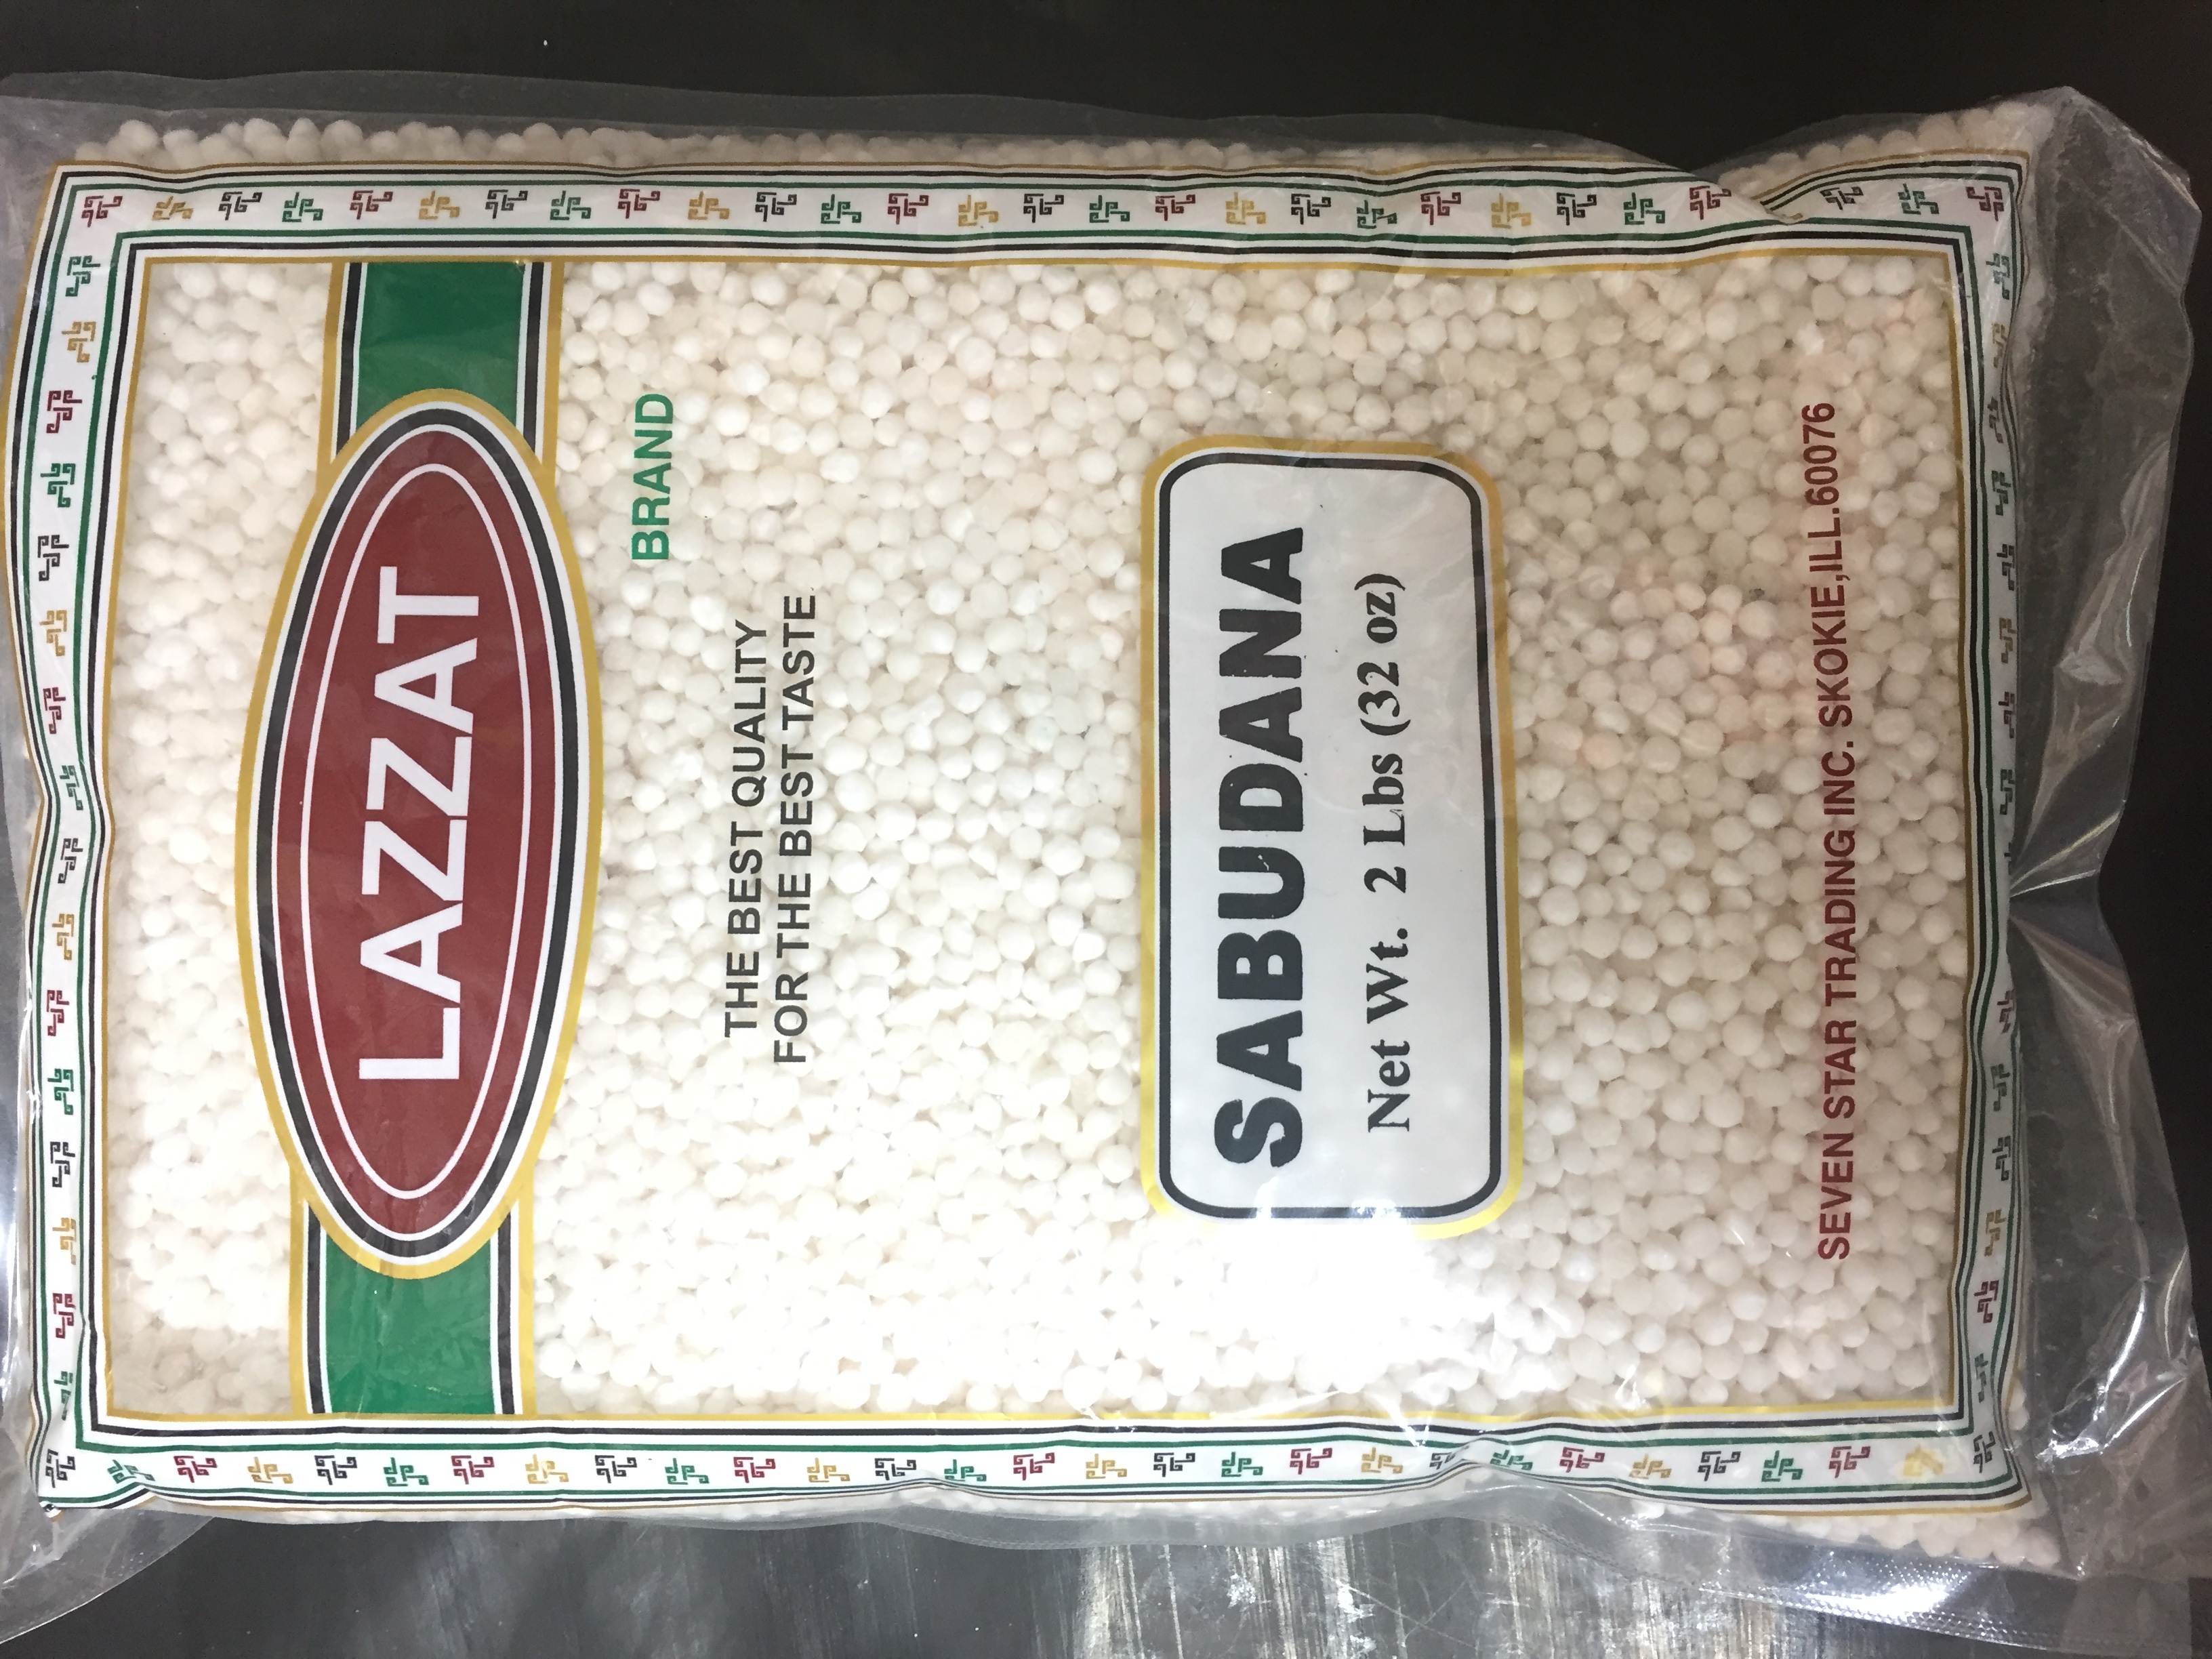 LAZZAT
BRAND
THE BEST QUALITY
FOR THE BEST TASTE
SABUDANA
Net Wt. 2 Lbs (32 oz)
SEVEN STAR TRADING INC. SKOKIE,ILL.60076